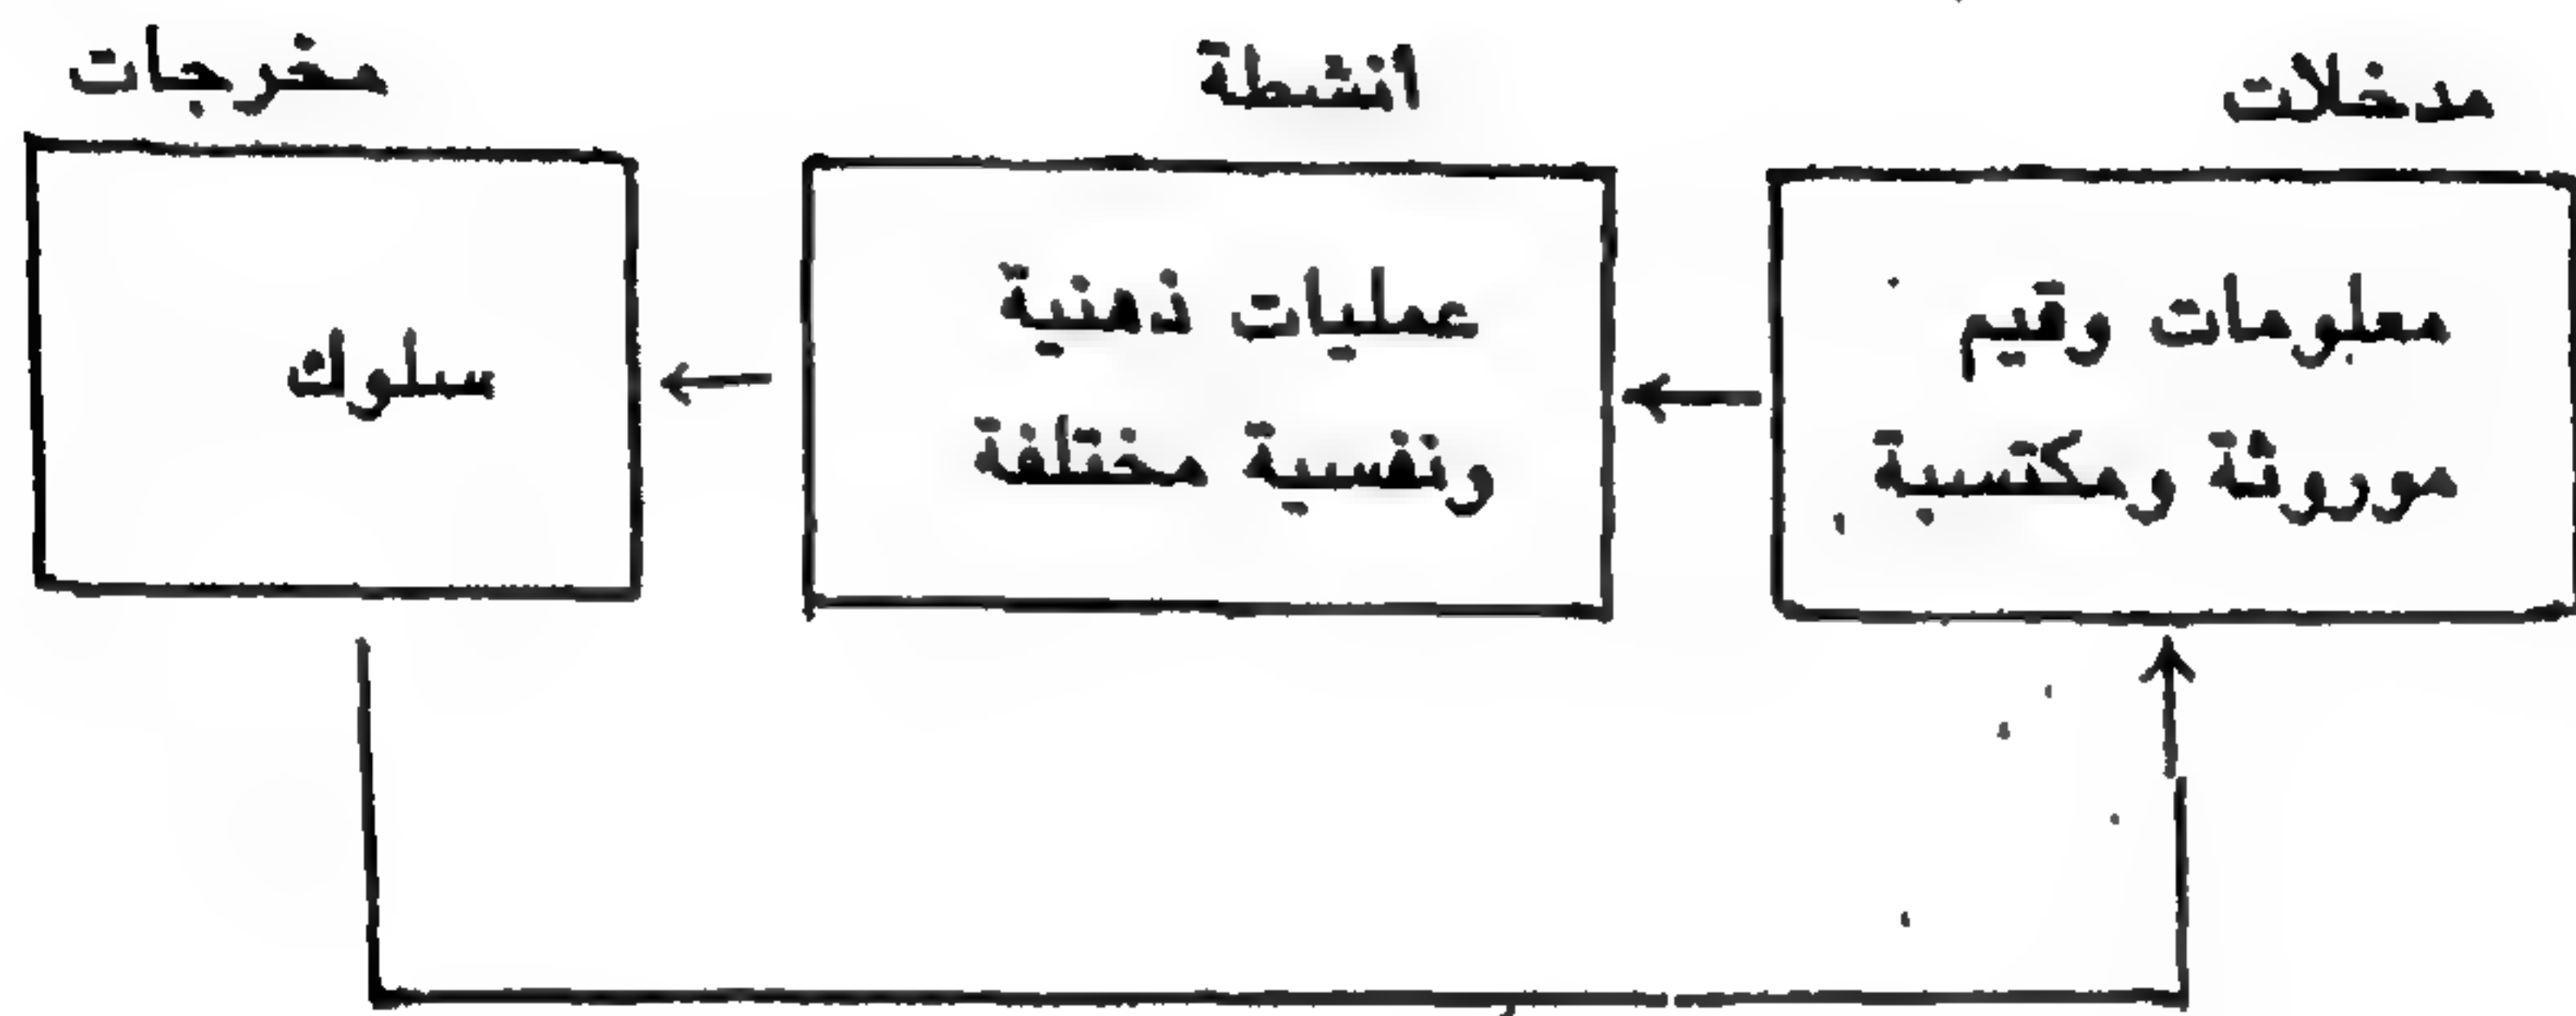 مدخلات
معلومات وقيم
موروثة ومكتسبة
انشطة
عمليات ذهنية
ونفسية مختلفة
مخرجات
سلوك